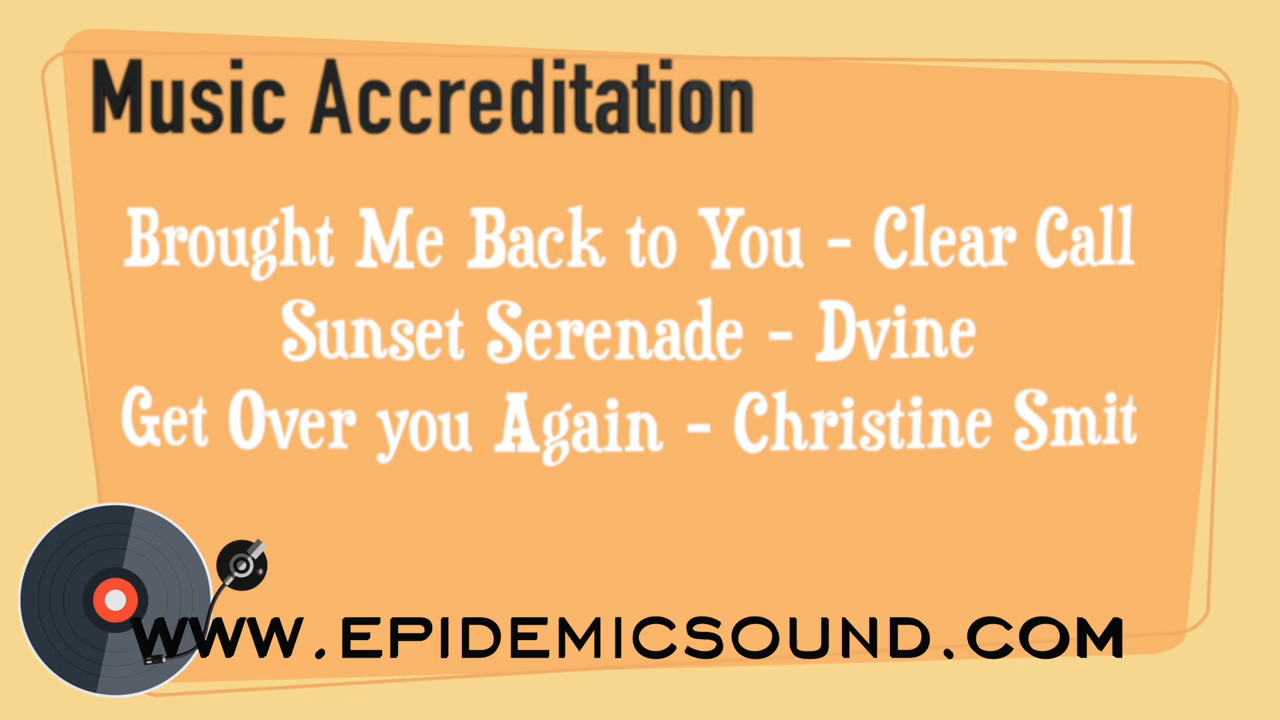 Music Accreditation
Brought Me Back to You - Clear Call
Sunset Serenade - Dvine
Get Over you Again - Christine Smit
WWW.EPIDEMICSOUND.COM